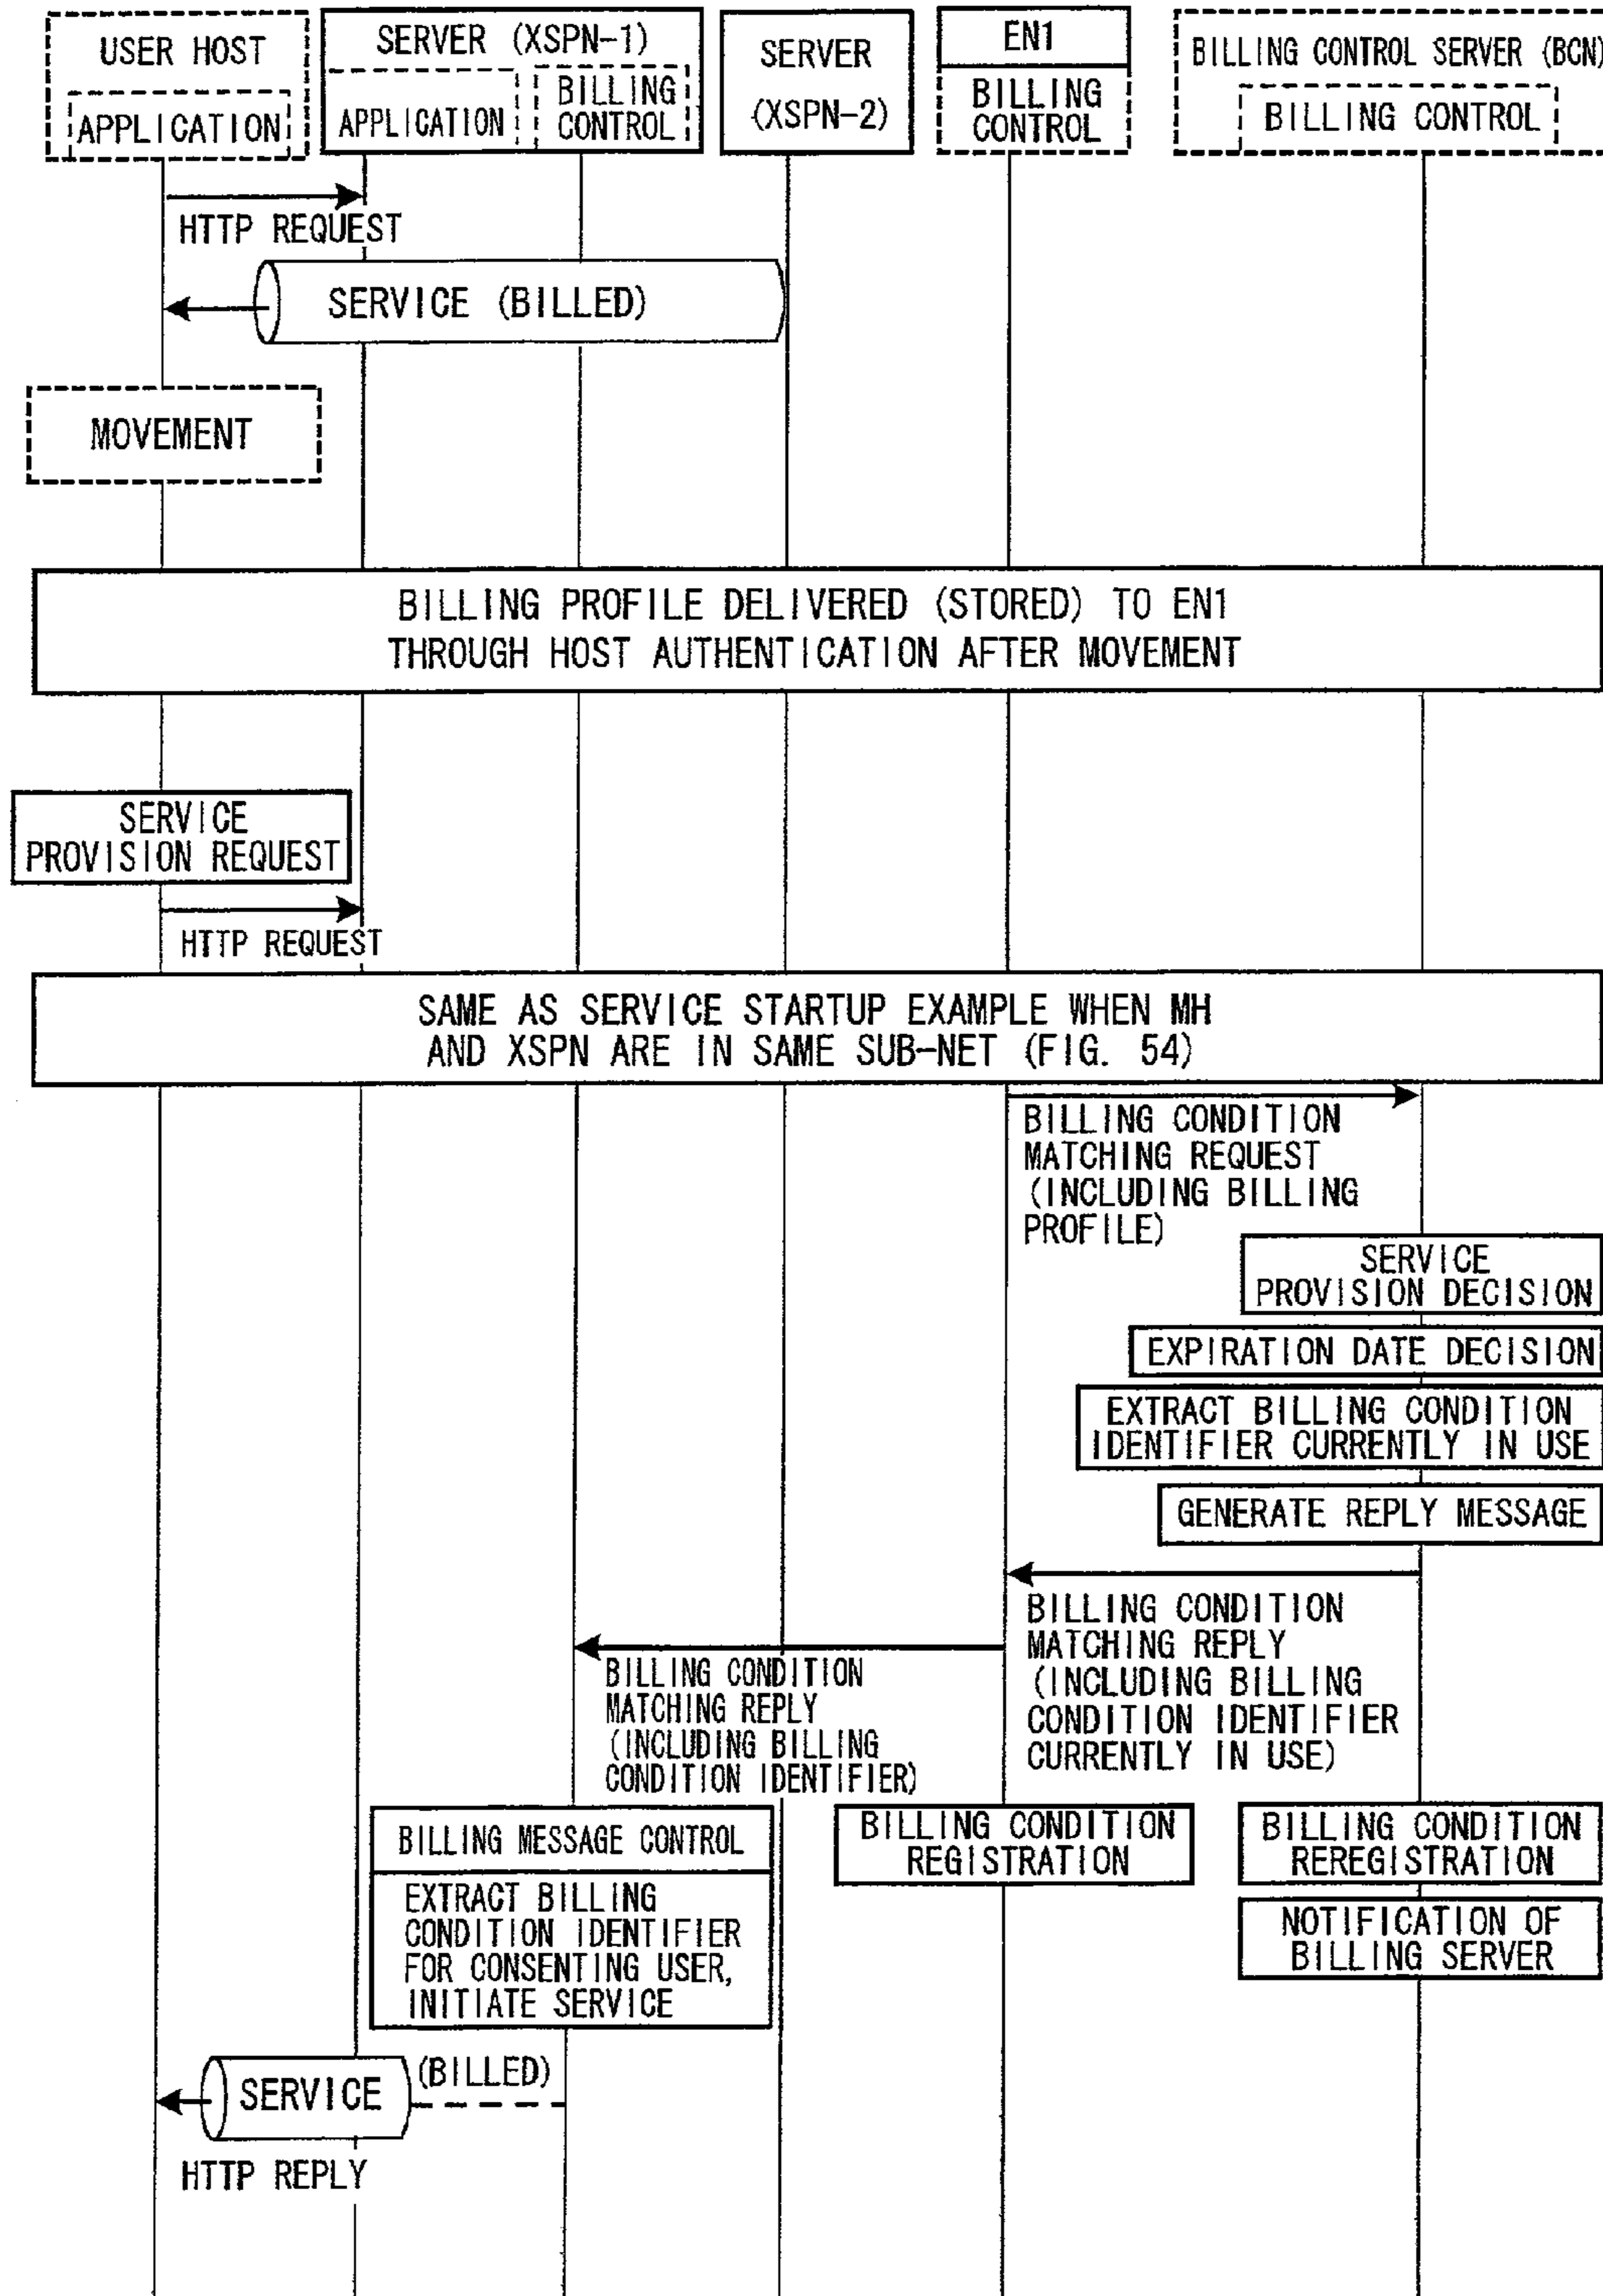 USER HOST
APPLICATION
SERVER (XSPN-1)
APPLICATION
BILLING
CONTROL
SERVER
(XSPN-2)
EN1
BILLING
CONTROL
BILLING CONTROL SERVER (BCN)
BILLING CONTROL
HTTP REQUEST
SERVICE (BILLED)
MOVEMENT
BILLING PROFILE DELIVERED (STORED) TO EN1
THROUGH HOST AUTHENTICATION AFTER MOVEMENT
SERVICE
PROVISION REQUEST
HTTP REQUEST
SAME AS SERVICE STARTUP EXAMPLE WHEN MH
AND XSPN ARE IN SAME SUB-NET (FIG. 54)
BILLING CONDITION
MATCHING REQUEST
(INCLUDING BILLING
PROFILE)
SERVICE
PROVISION DECISION
EXPIRATION DATE DECISION
EXTRACT BILLING CONDITION
IDENTIFIER CURRENTLY IN USE
GENERATE REPLY MESSAGE
BILLING CONDITION
MATCHING REPLY
(INCLUDING BILLING
CONDITION IDENTIFIER
CURRENTLY IN USE)
BILLING CONDITION
MATCHING REPLY
(INCLUDING BILLING
CONDITION IDENTIFIER)
BILLING MESSAGE CONTROL
EXTRACT BILLING
CONDITION IDENTIFIER
FOR CONSENTING USER,
INITIATE SERVICE
BILLING CONDITION
REGISTRATION
BILLING CONDITION
REREGISTRATION
NOTIFICATION OF
BILLING SERVER
SERVICE
(BILLED)
HTTP REPLY